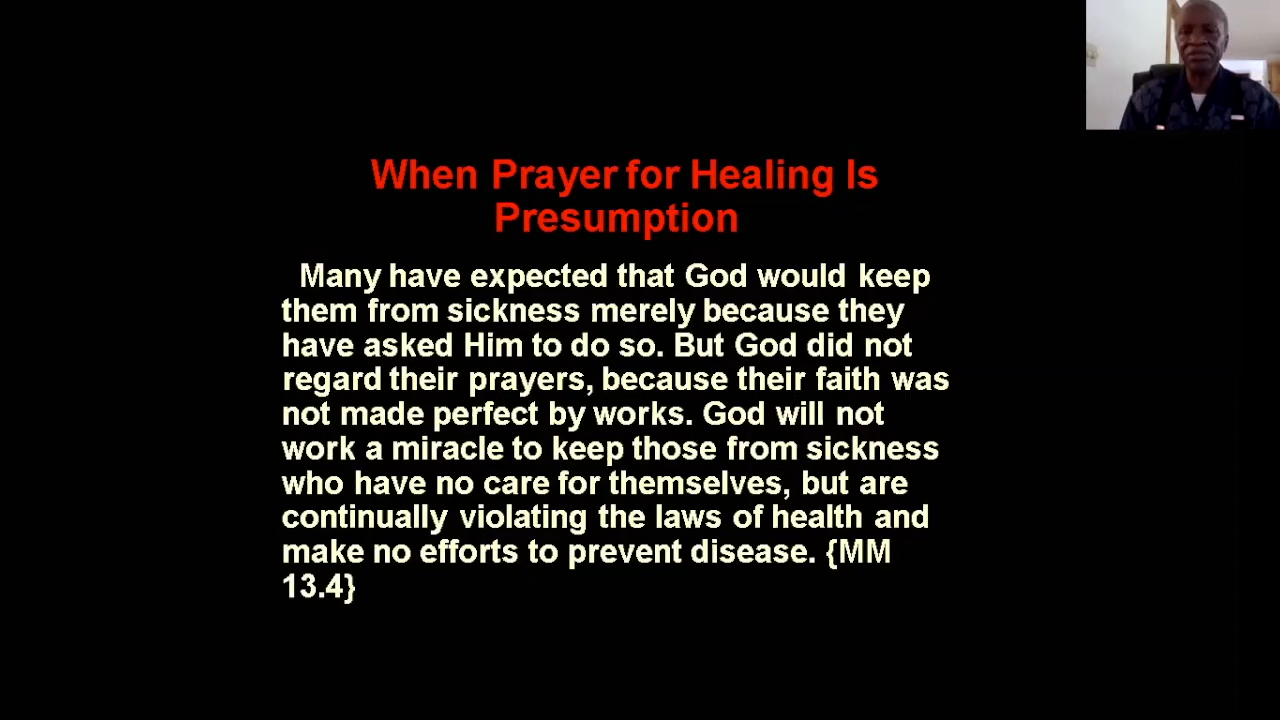 When Prayer for Healing Is
Presumption
Many have expected that God would keep
them from sickness merely because they
have asked Him to do so. But God did not
regard their prayers, because their faith was
not made perfect by works. God will not
work a miracle to keep those from sickness
who have no care for themselves, but are
continually violating the laws of health and
make no efforts to prevent disease. {MM
13.4}